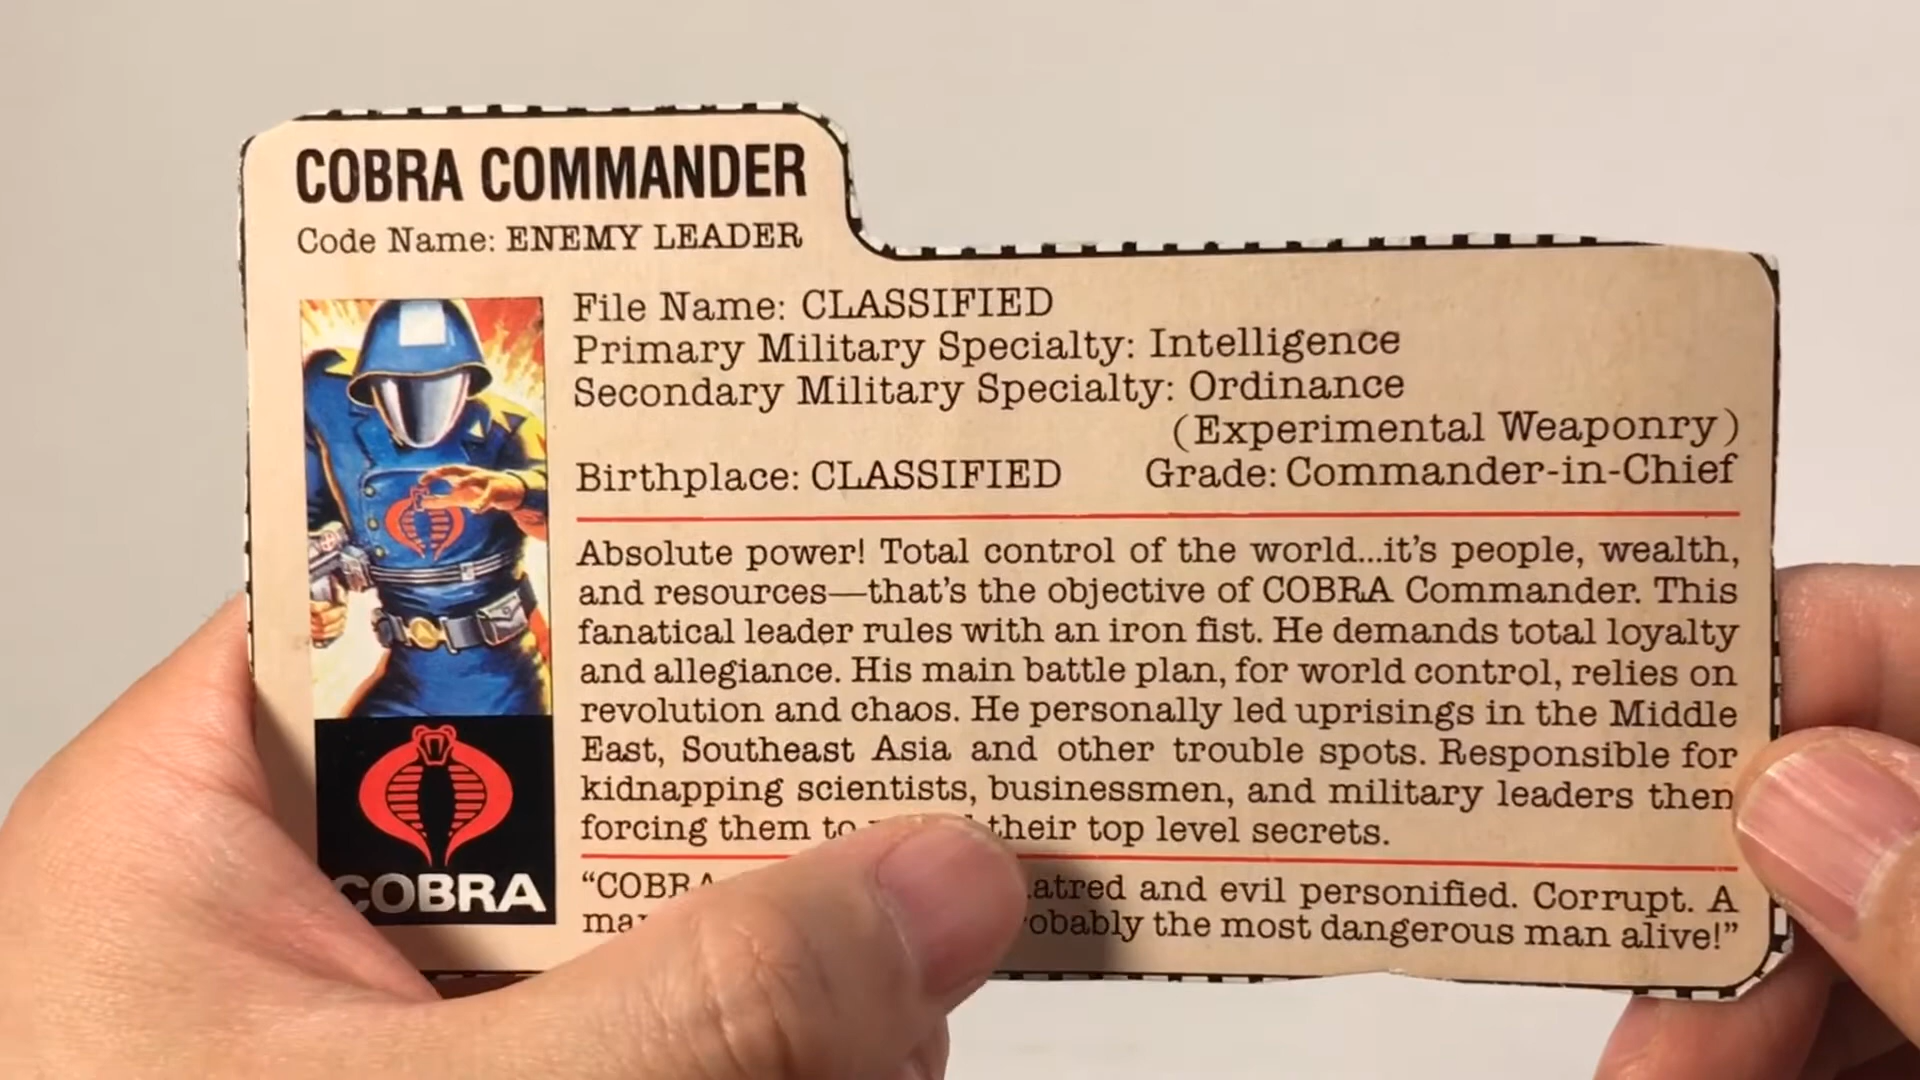 COBRA COMMANDER
Code Name: ENEMY LEADER
File Name: CLASSIFIED
Primary Military Specialty: Intelligence
Secondary Military Specialty: Ordinance
(Experimental Weaponry)
Birthplace: CLASSIFIED Grade: Commander-in-Chief
Absolute power! Total control of the world...it's people, wealth,
and resources—that's the objective of COBRA Commander. This
fanatical leader rules with an iron fist. He demands total loyalty
and allegiance. His main battle plan, for world control, relies on
revolution and chaos. He personally led uprisings in the Middle
East, Southeast Asia and other trouble spots. Responsible for
kidnapping scientists, businessmen, and military leaders then
forcing them to their top level secrets.
"COBRA and evil personified. Corrupt. A
the most dangerous man alive!"
COBRA